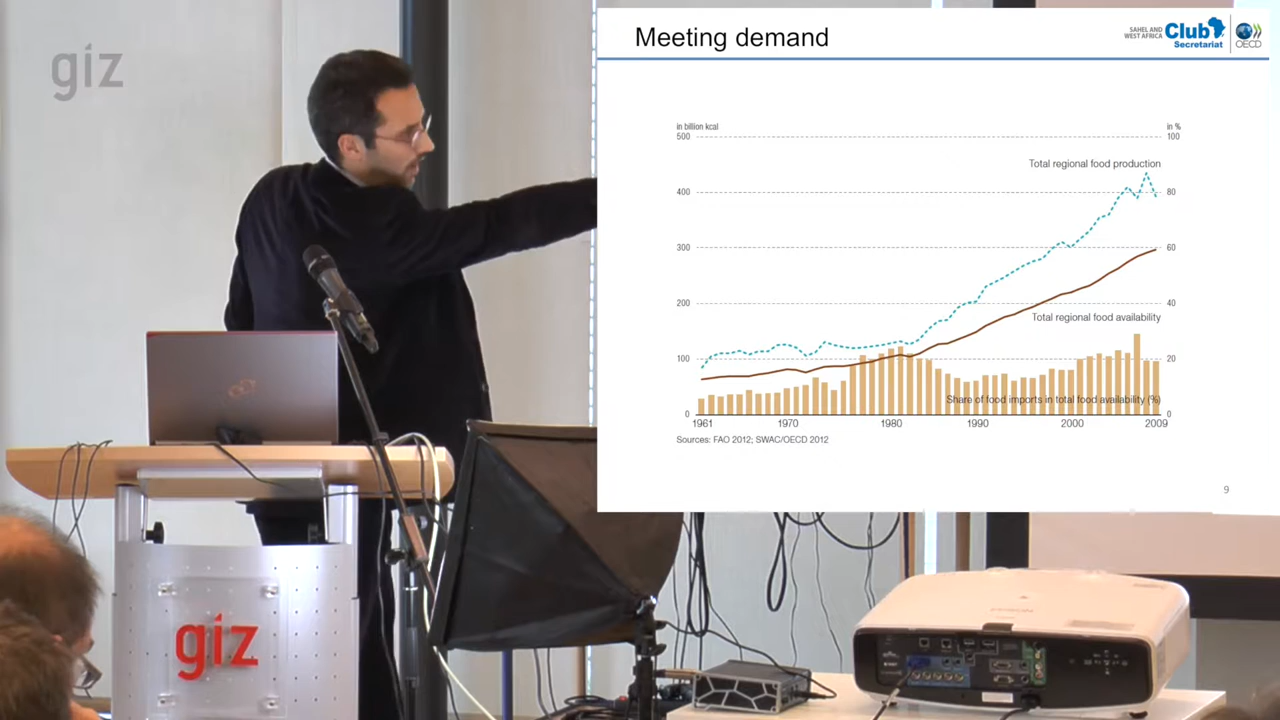 giz
Meeting demand
SAHEL AND
WEST AFRICA
Club
Secretariat
OECD
in billion kcal
in %
500
100
Total regional food production
400
80
300
60
200
40
Total regional food availability
100
20
Share of food imports in total food availability (%)
0
0
1961
1970
1980
1990
2000
2009
Sources: FAO 2012; SWAC/OECD 2012
9
giz